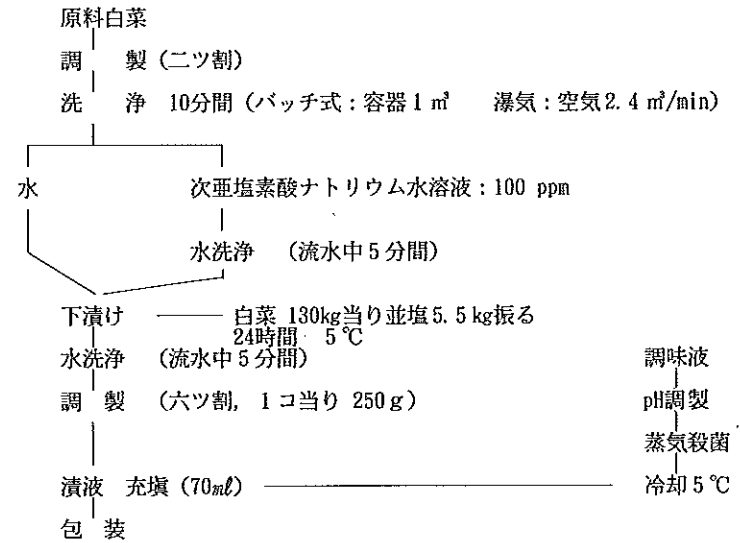 原料白菜
調　製（二ツ割）
洗　浄　10分間（バッチ式：容器１㎥　瀑気：空気2.4 ㎥/min）
水　次亜塩素酸ナトリウム水溶液：100 ppm
水洗浄　（流水中５分間）
下漬け　白菜 130kg当り並塩5.5 kg振る
24時間　５℃
水洗浄　（流水中５分間）　調味液
調　製　（六ツ割，１コ当り 250ｇ）　pH調製
蒸気殺菌
漬液　充塡（70mℓ）　冷却５℃
包　装